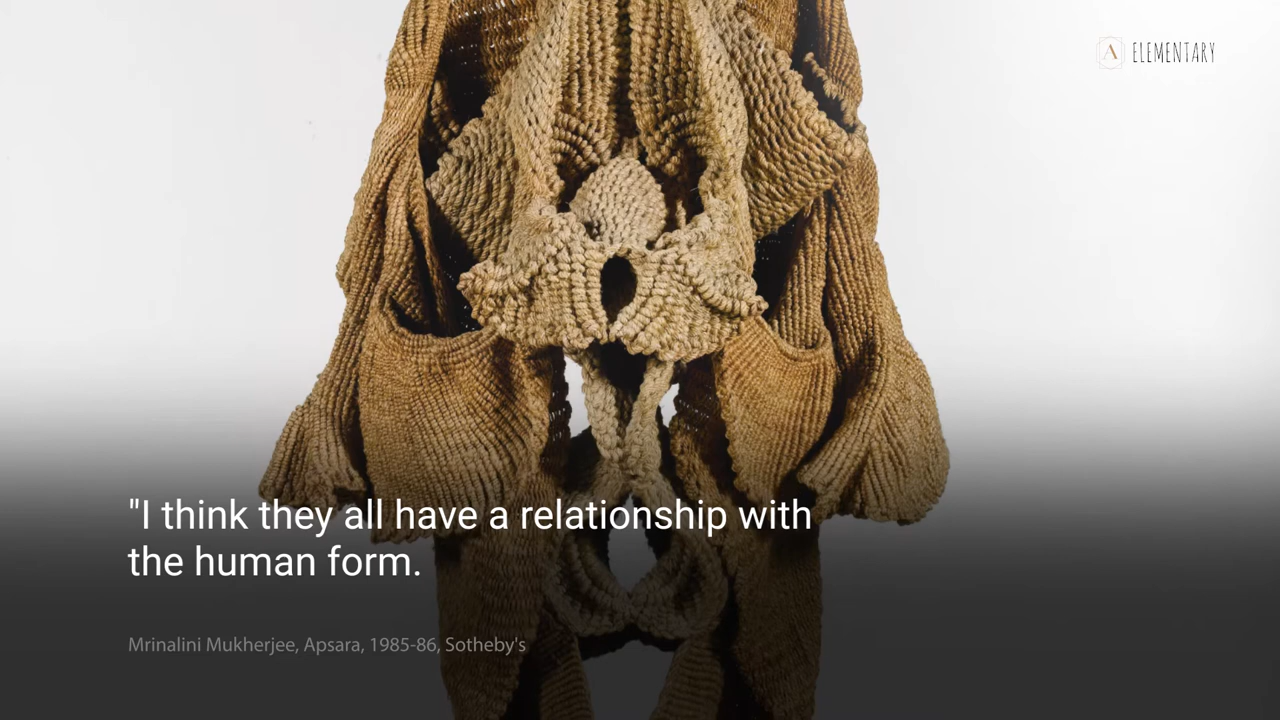 A ELEMENTARY
"I think they all have a relationship with
the human form.
Mrinalini Mukherjee, Apsara, 1985-86, Sotheby's